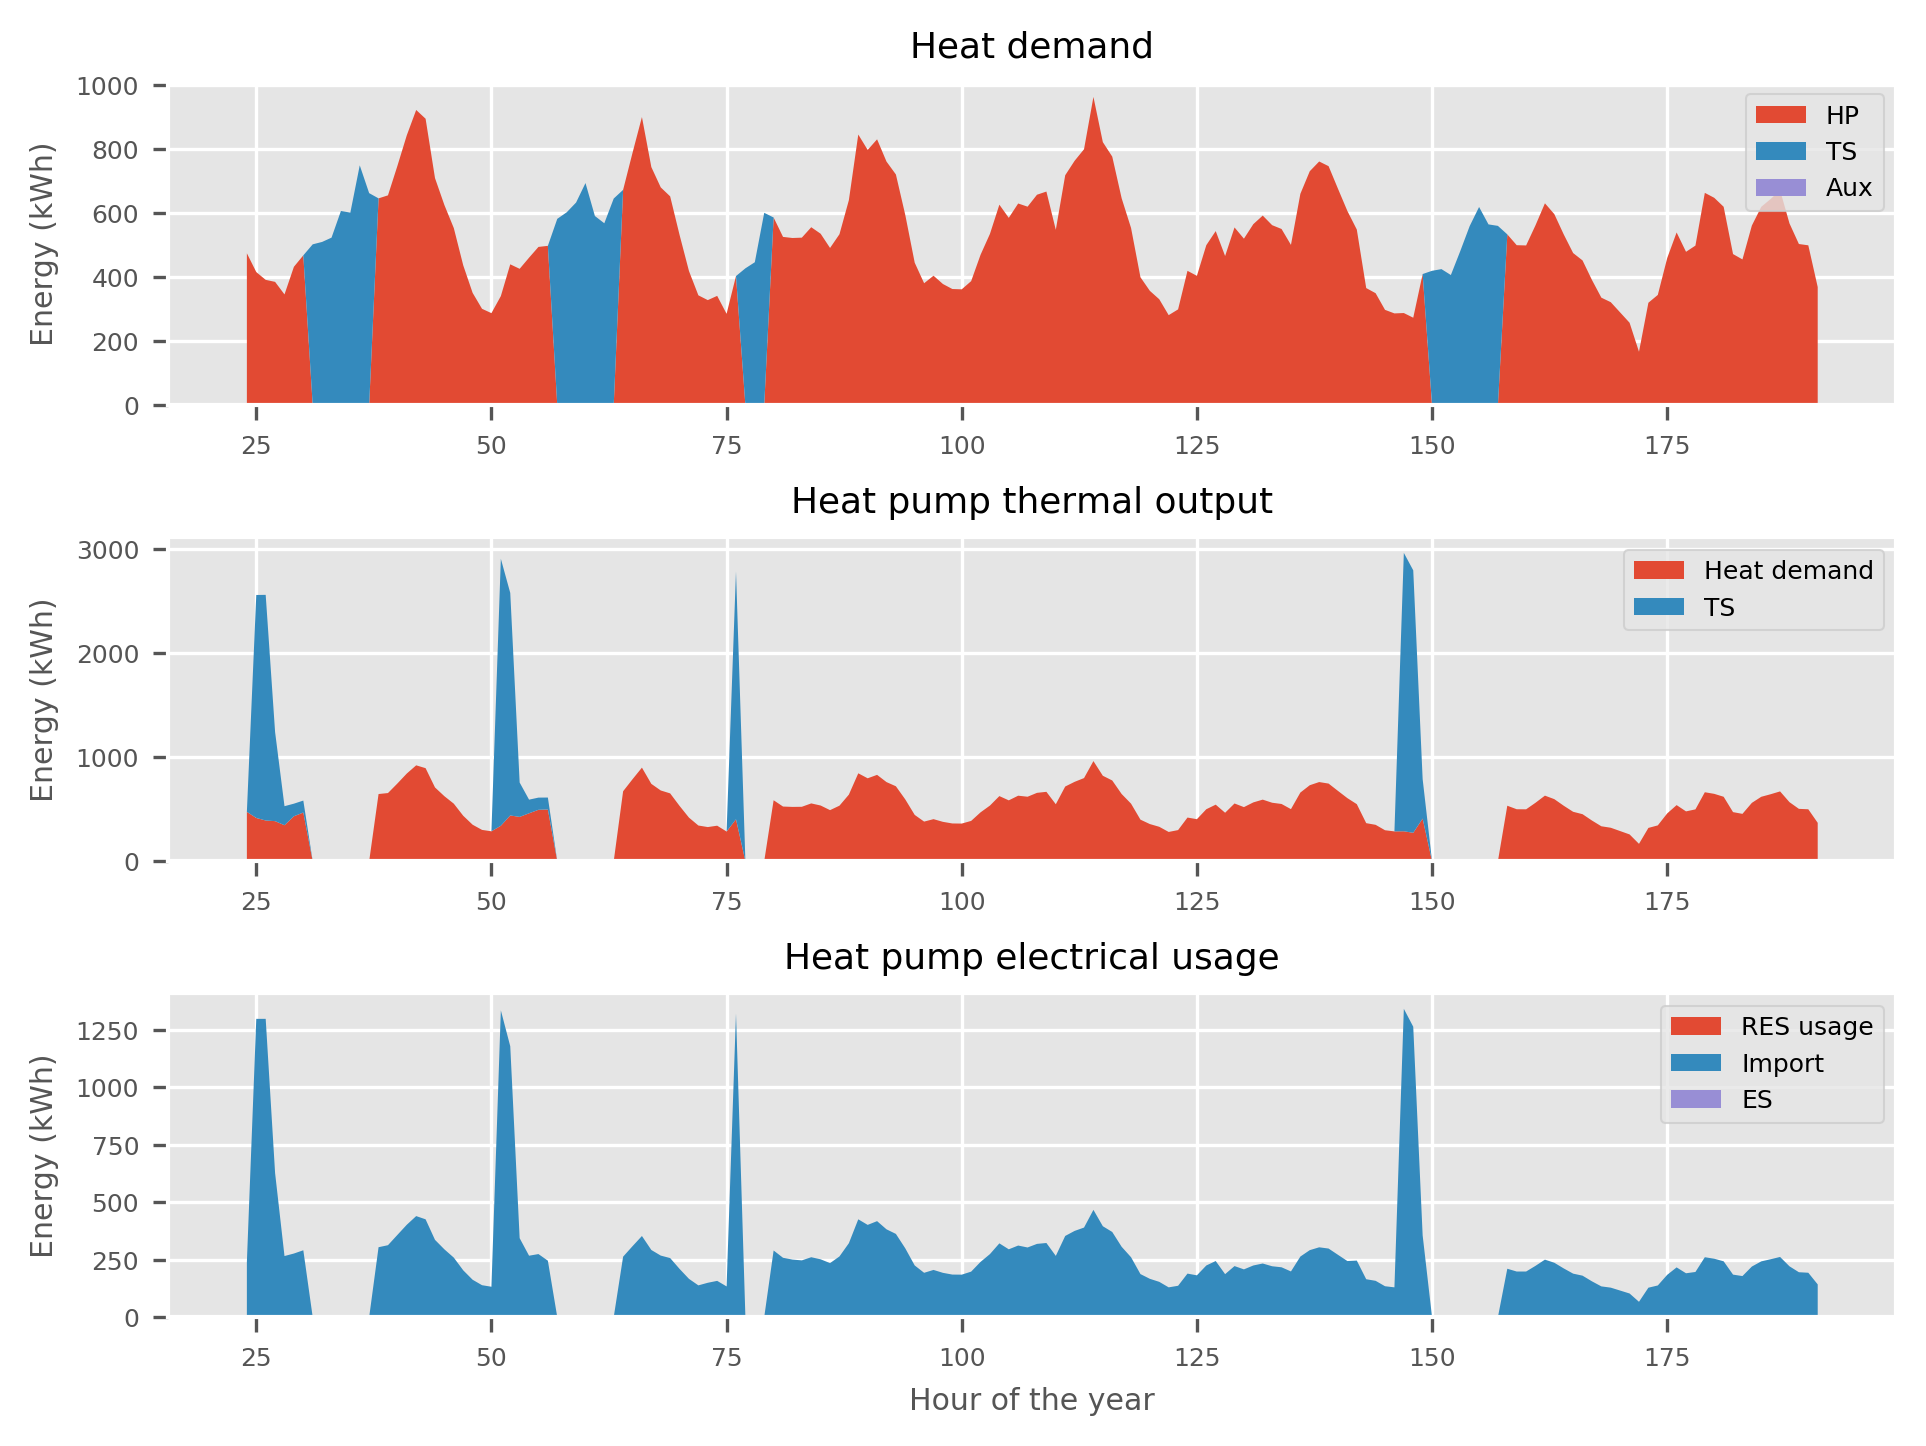 Heat demand
Energy (kWh)
1000
800
600
400
200
0
HP
TS
Aux
25 50 75 100 125 150 175
Heat pump thermal output
Energy (kWh)
3000
2000
1000
0
Heat demand
TS
25 50 75 100 125 150 175
Heat pump electrical usage
Energy (kWh)
1250
1000
750
500
250
0
RES usage
Import
ES
25 50 75 100 125 150 175
Hour of the year